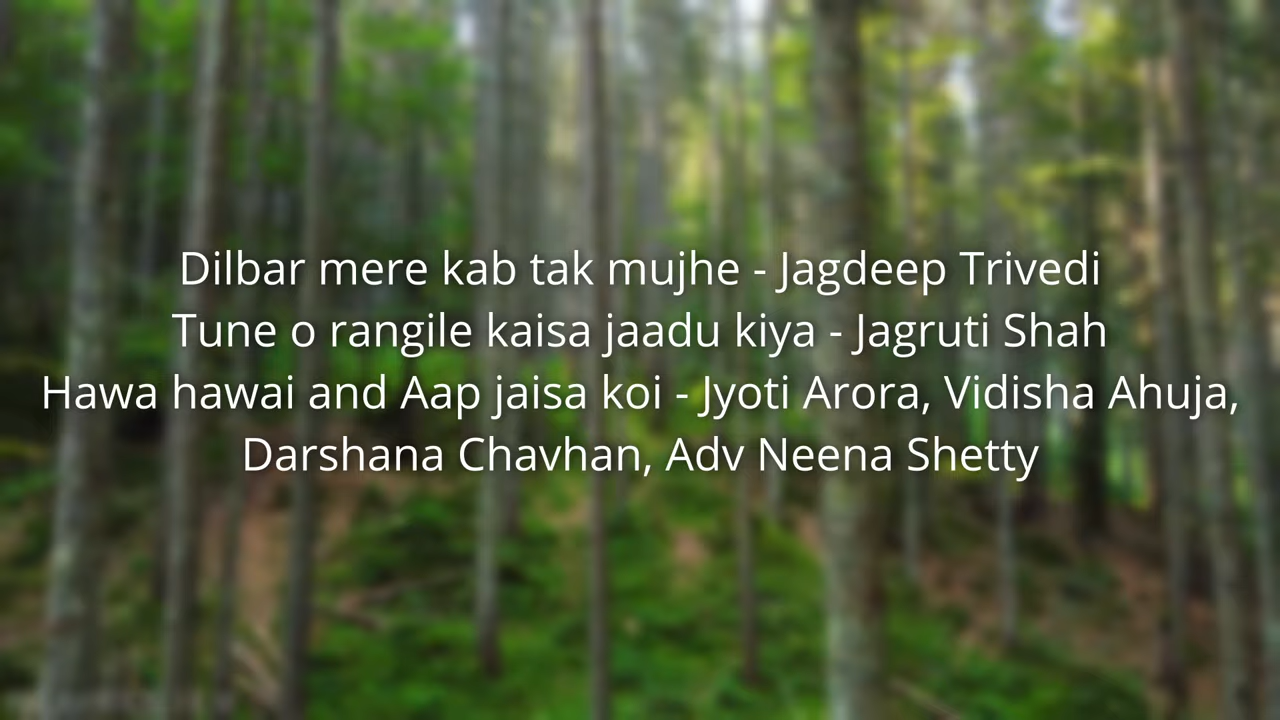 Dilbar mere kab tak mujhe - Jagdeep Trivedi
Tune o rangile kaisa jaadu kiya - Jagruti Shah
Hawa hawai and Aap jaisa koi - Jyoti Arora, Vidisha Ahuja,
Darshana Chavhan, Adv Neena Shetty